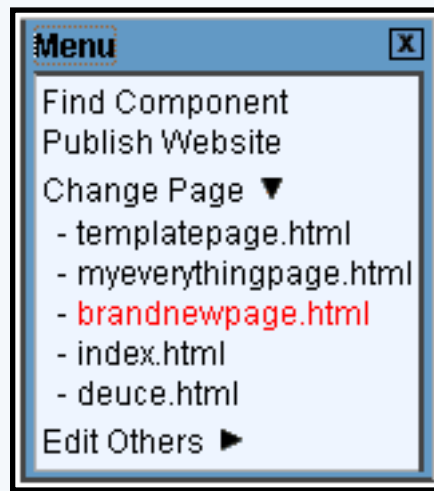 Menu X
Find Component
Publish Website
Change Page ▼
- templatepage.html
- myeverythingpage.html
- brandnewpage.html
- index.html
- deuce.html
Edit Others ►